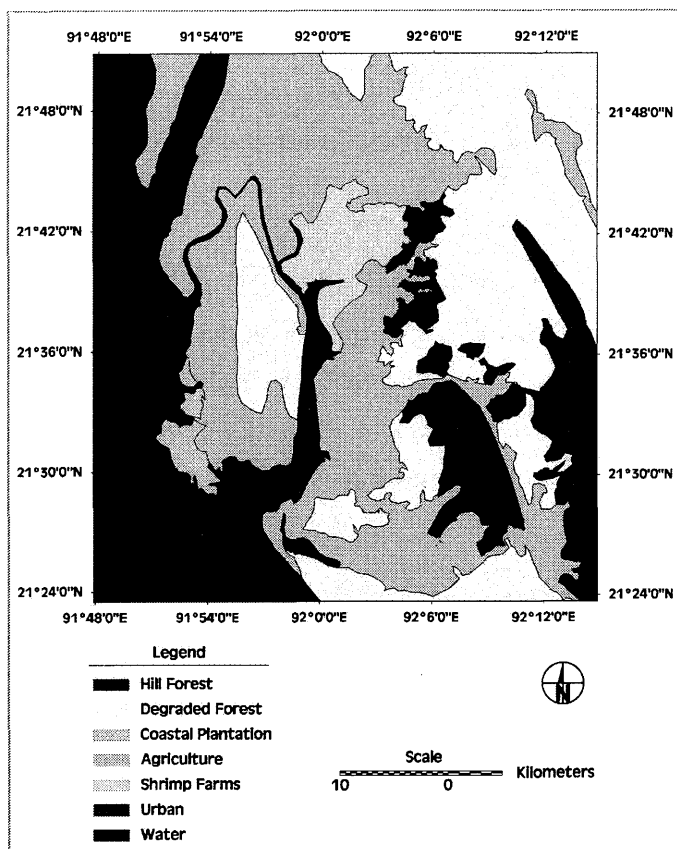 91°48'0"E 91°54'0"E 92°0'0"E 92°6'0"E 92°12'0"E
21°48'0"N 21°48'0"N
21°42'0"N 21°42'0"N
21°36'0"N 21°36'0"N
21°30'0"N 21°30'0"N
21°24'0"N 21°24'0"N
91°48'0"E 91°54'0"E 92°0'0"E 92°6'0"E 92°12'0"E
Legend
Hill Forest
Degraded Forest
Coastal Plantation
Agriculture
Shrimp Farms
Urban
Water
N
Scale
10 0 Kilometers